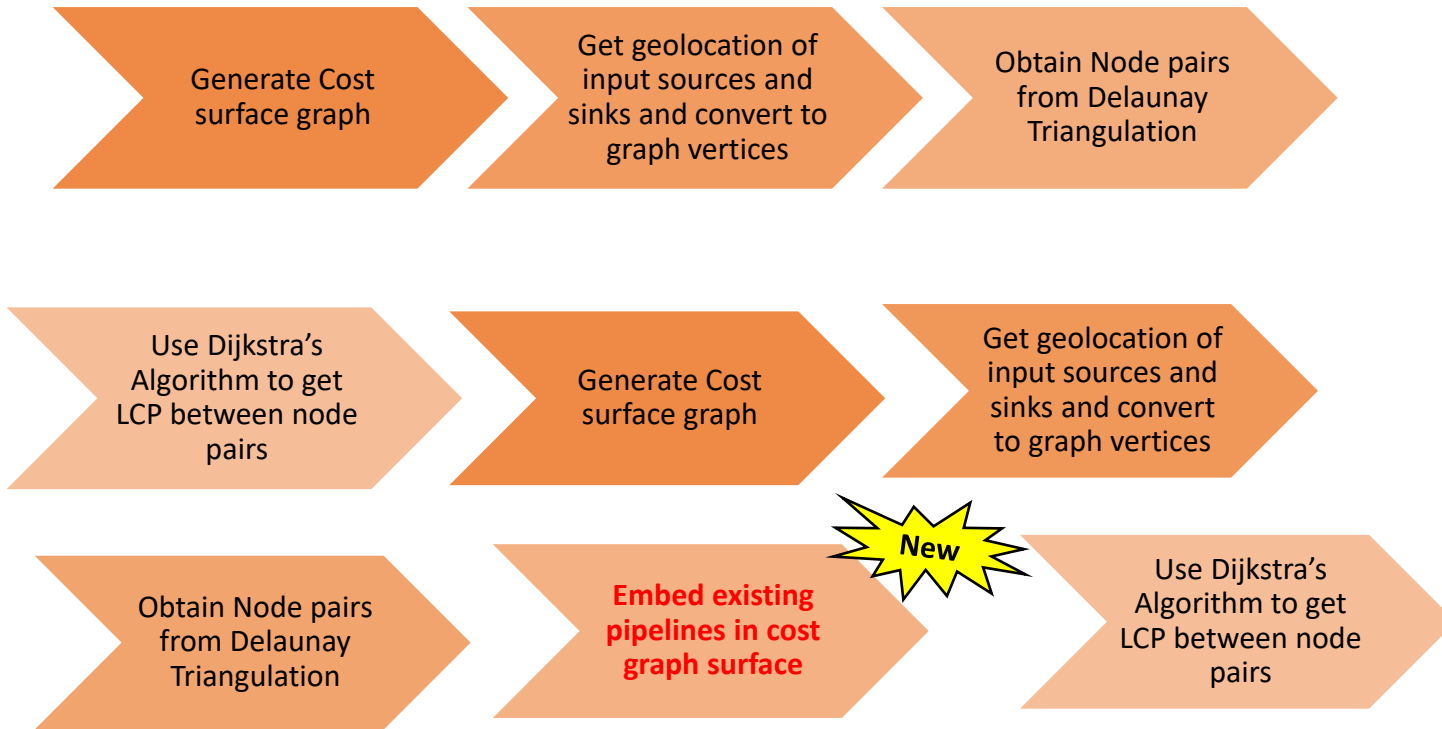 Generate Cost
surface graph
Get geolocation of
input sources and
sinks and convert to
graph vertices
Obtain Node pairs
from Delaunay
Triangulation
Use Dijkstra’s
Algorithm to get
LCP between node
pairs
Generate Cost
surface graph
Get geolocation of
input sources and
sinks and convert
to graph vertices
Obtain Node pairs
from Delaunay
Triangulation
Embed existing
pipelines in cost
graph surface
New
Use Dijkstra’s
Algorithm to get
LCP between node
pairs